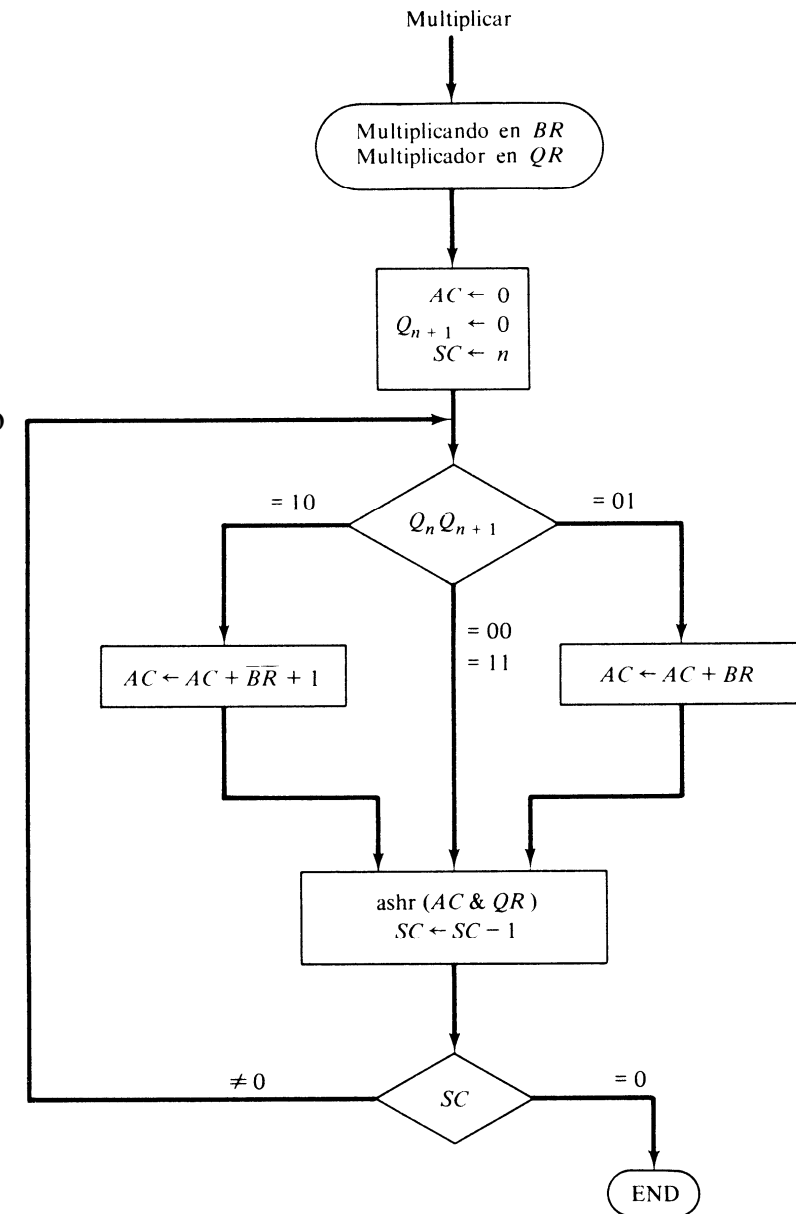 Multiplicar
Multiplicando en BR
Multiplicador en QR
AC ← 0
Qn + 1 ← 0
SC ← n
= 10
QnQn + 1
= 01
= 00
= 11
AC ← AC + B̅R̅ + 1
AC ← AC + BR
ashr (AC & QR)
SC ← SC − 1
≠ 0
SC
= 0
END